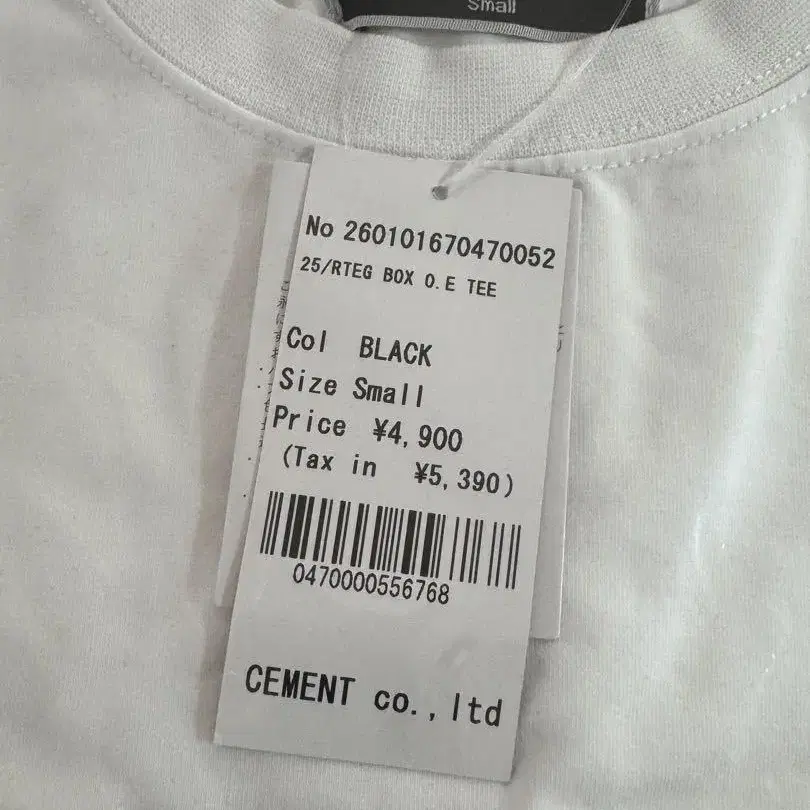 Small
No 260101670470052
25/RTEG BOX O.E TEE
Col BLACK
Size Small
Price ¥4,900
(Tax in ¥5,390)
0470000556768
CEMENT co.,ltd